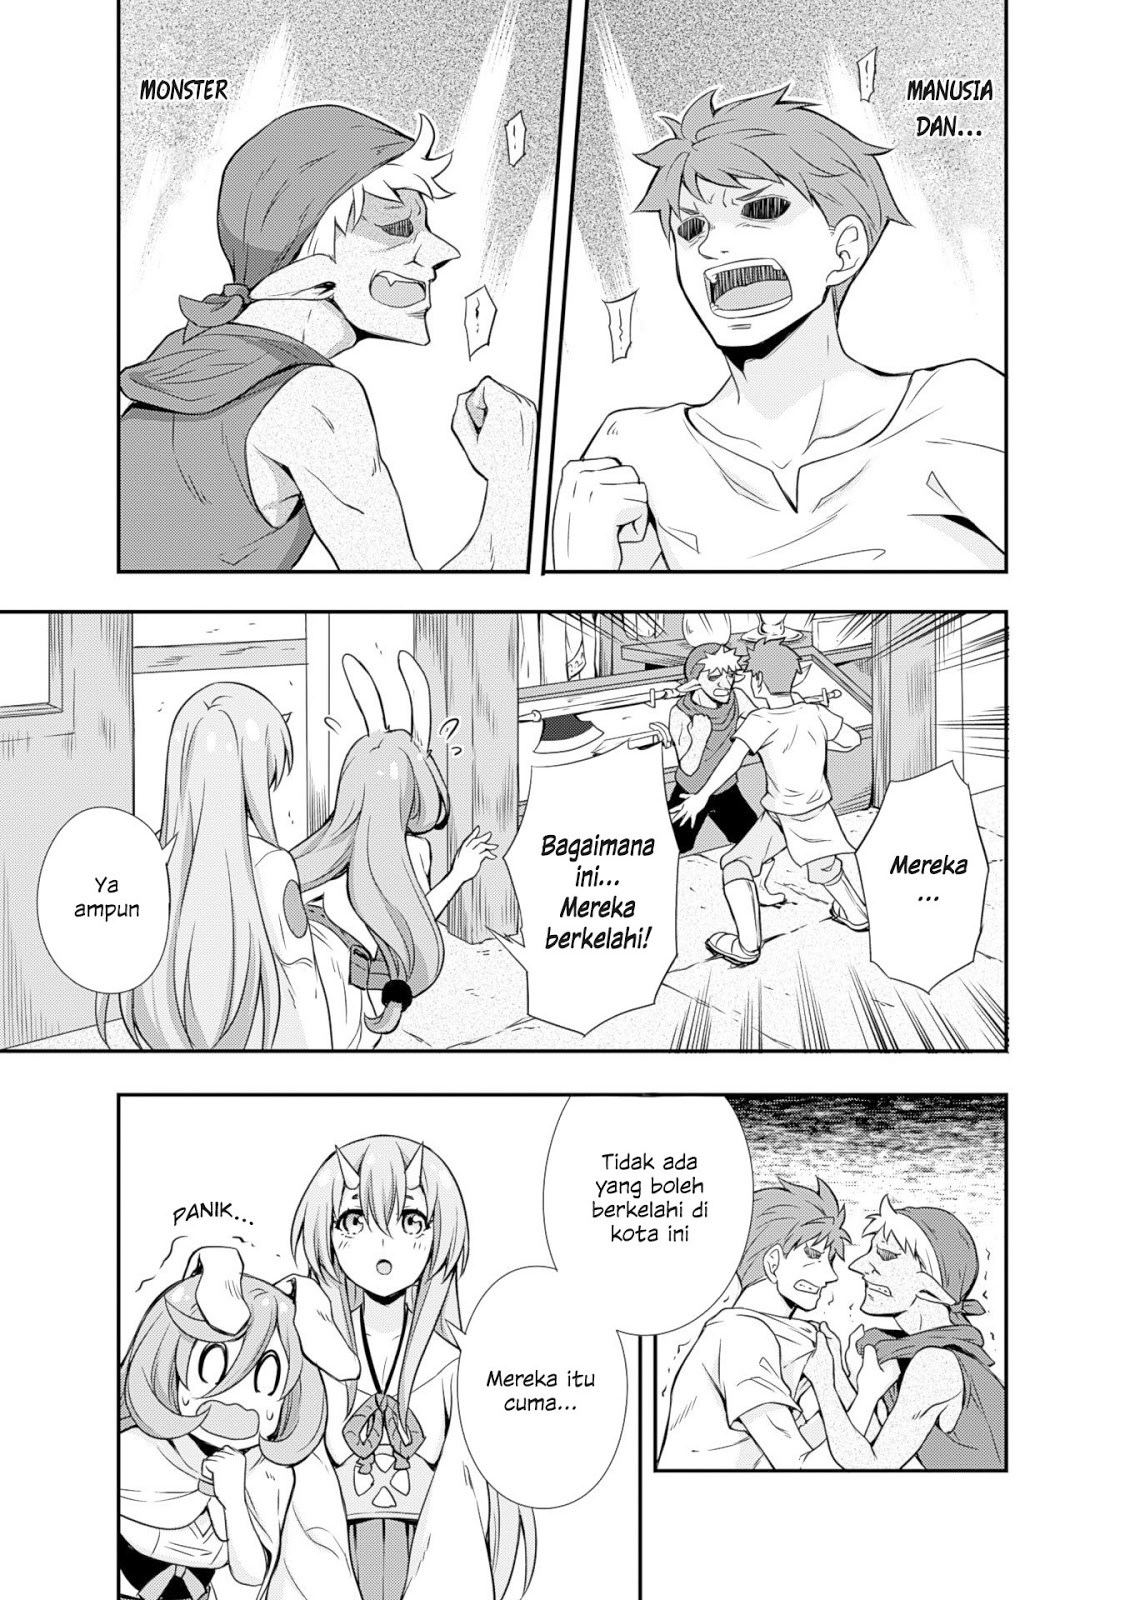 MANUSIA
DAN...
MONSTER
Mereka
...
Bagaimana
ini...
Mereka
berkelahi!
Ya
ampun
Tidak ada
yang boleh
berkelahi di
kota ini
Mereka itu
cuma...
PANIK...